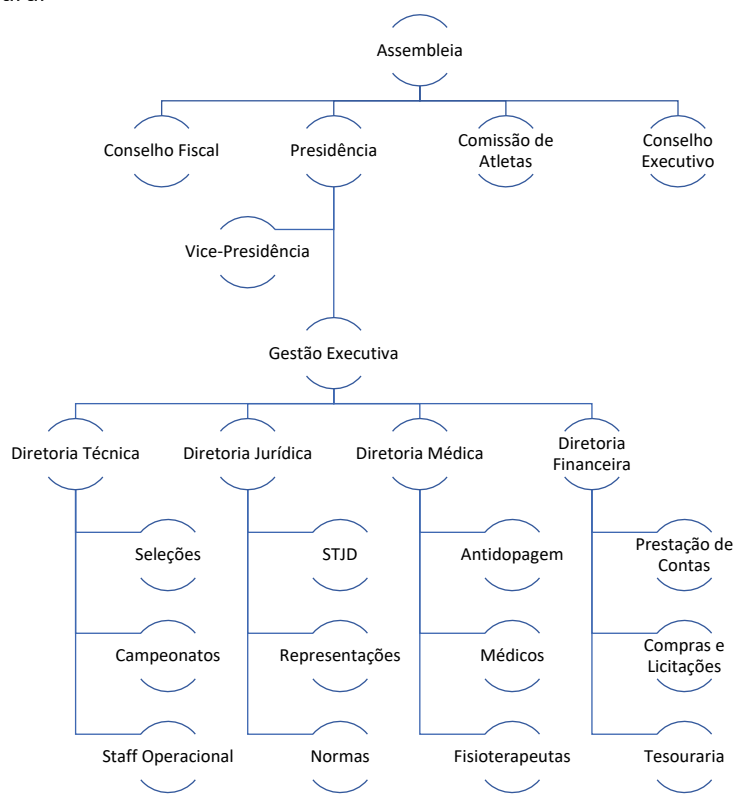 Assembleia
Conselho Fiscal
Presidência
Comissão de
Atletas
Conselho
Executivo
Vice-Presidência
Gestão Executiva
Diretoria Técnica
Diretoria Jurídica
Diretoria Médica
Diretoria
Financeira
Seleções
STJD
Antidopagem
Prestação de
Contas
Campeonatos
Representações
Médicos
Compras e
Licitações
Staff Operacional
Normas
Fisioterapeutas
Tesouraria